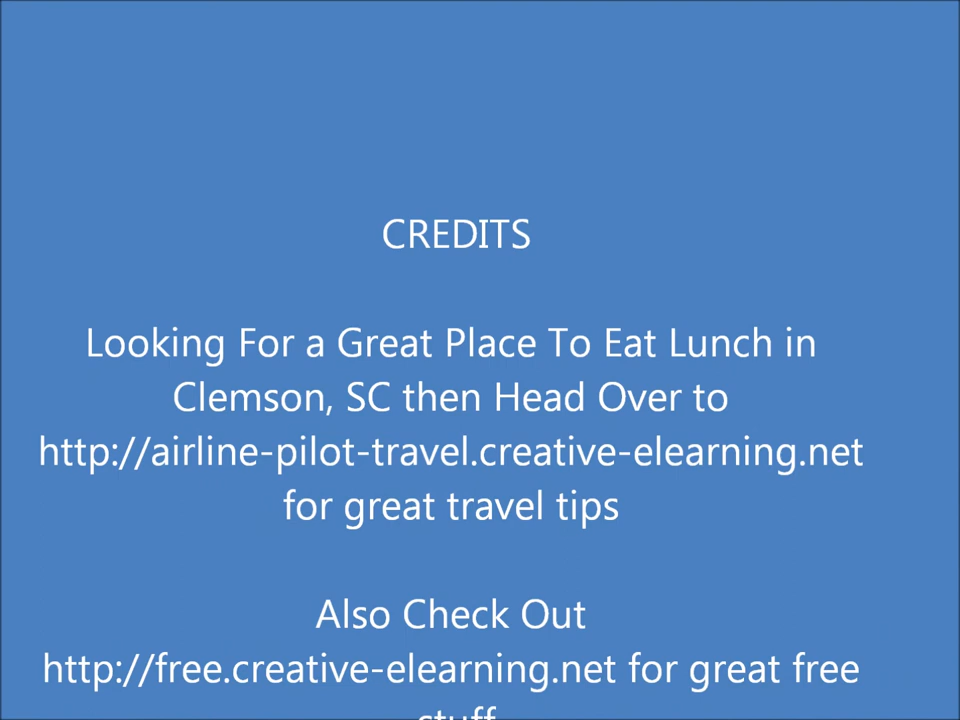 CREDITS
Looking For a Great Place To Eat Lunch in
Clemson, SC then Head Over to
http://airline-pilot-travel.creative-elearning.net
for great travel tips
Also Check Out
http://free.creative-elearning.net for great free
stuff